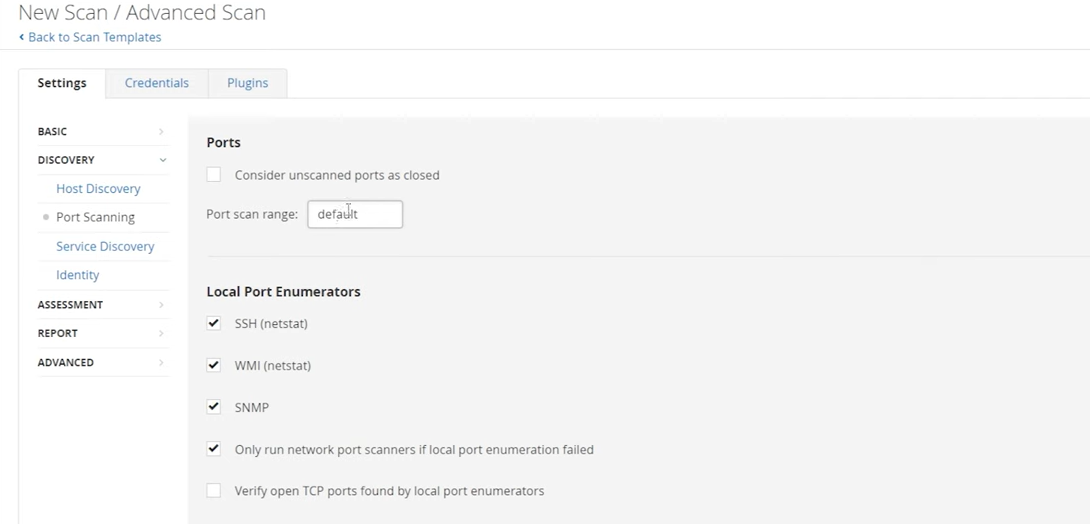 New Scan / Advanced Scan
Back to Scan Templates
Settings
Credentials
Plugins
BASIC
DISCOVERY
Host Discovery
Port Scanning
Service Discovery
Identity
ASSESSMENT
REPORT
ADVANCED
Ports
Consider unscanned ports as closed
Port scan range: default
Local Port Enumerators
SSH (netstat)
WMI (netstat)
SNMP
Only run network port scanners if local port enumeration failed
Verify open TCP ports found by local port enumerators